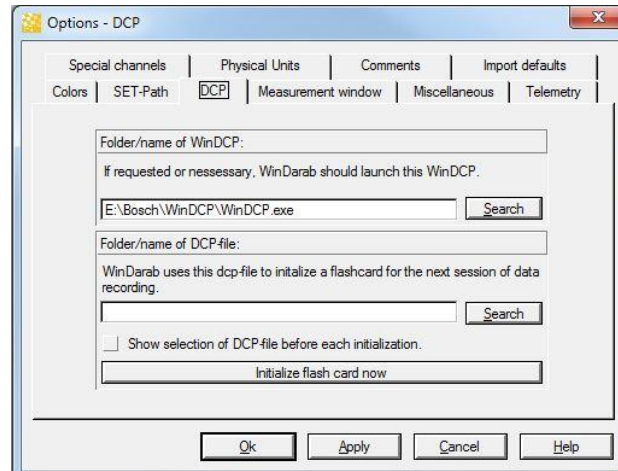 Options - DCP
Special channels Physical Units Comments Import defaults
Colors SET-Path DCP Measurement window Miscellaneous Telemetry
Folder/name of WinDCP:
If requested or nessessary, WinDarab should launch this WinDCP.
E:\Bosch\WinDCP\WinDCP.exe Search
Folder/name of DCP-file:
WinDarab uses this dcp-file to initalize a flashcard for the next session of data
recording.
Search
Show selection of DCP-file before each initialization.
Initialize flash card now
Ok Apply Cancel Help